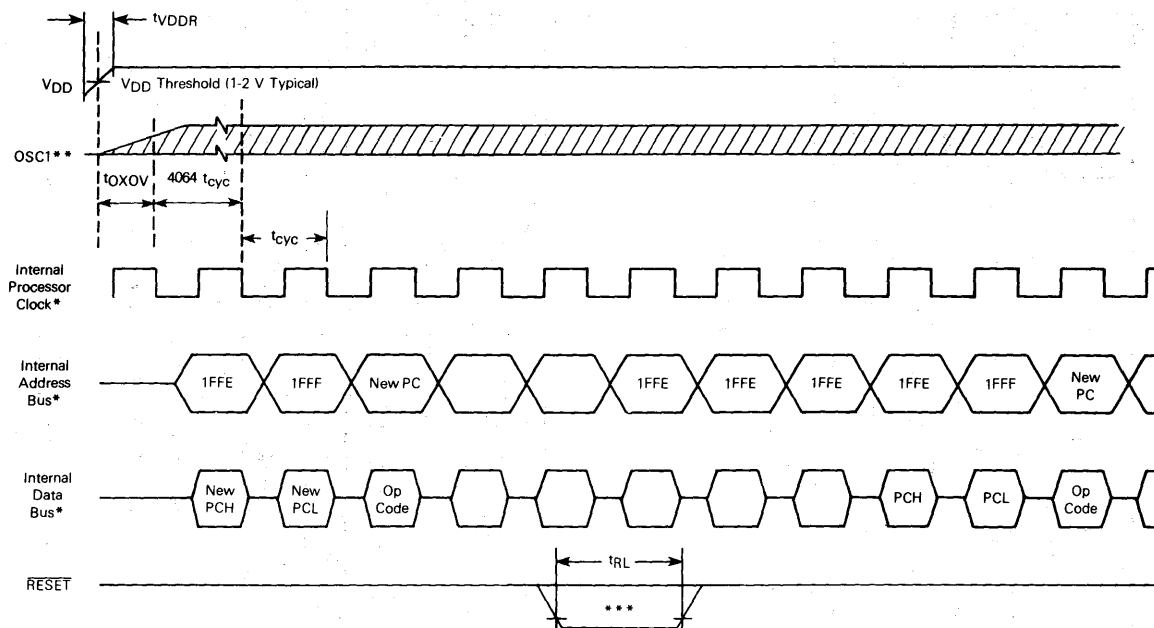 tVDDR
VDD
VDD Threshold (1-2 V Typical)
OSC1**
tOXOV
4064 tcyc
tcyc
Internal
Processor
Clock*
Internal
Address
Bus*
1FFE
1FFF
New PC
1FFE
1FFE
1FFE
1FFE
1FFF
New
PC
Internal
Data
Bus*
New
PCH
New
PCL
Op
Code
PCH
PCL
Op
Code
tRL
RESET
***